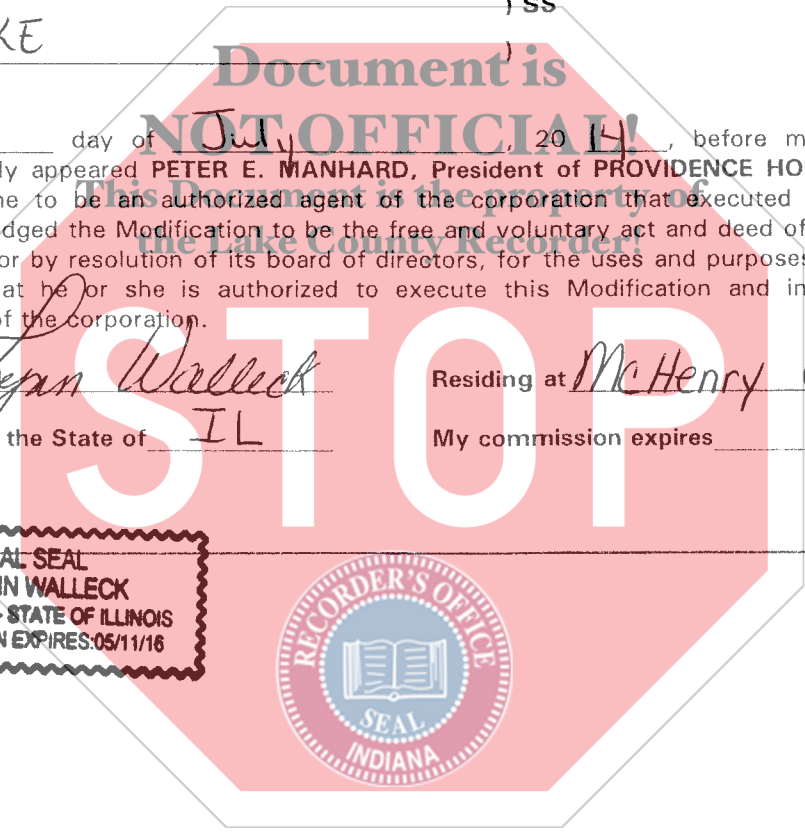 ) SS
KE
)
Document is
NOT OFFICIAL!
This Document is the property of
the Lake County Recorder!
day of July, 20 14, before m
ly appeared PETER E. MANHARD, President of PROVIDENCE HO
ne to be an authorized agent of the corporation that executed
dged the Modification to be the free and voluntary act and deed of
or by resolution of its board of directors, for the uses and purposes
at he or she is authorized to execute this Modification and in
of the corporation.
Walleck
Residing at McHenry
the State of IL
My commission expires
STOP
AL SEAL
IN WALLECK
STATE OF ILLINOIS
N EXPIRES:05/11/16
RECORDER'S OFFICE
SEAL
INDIANA